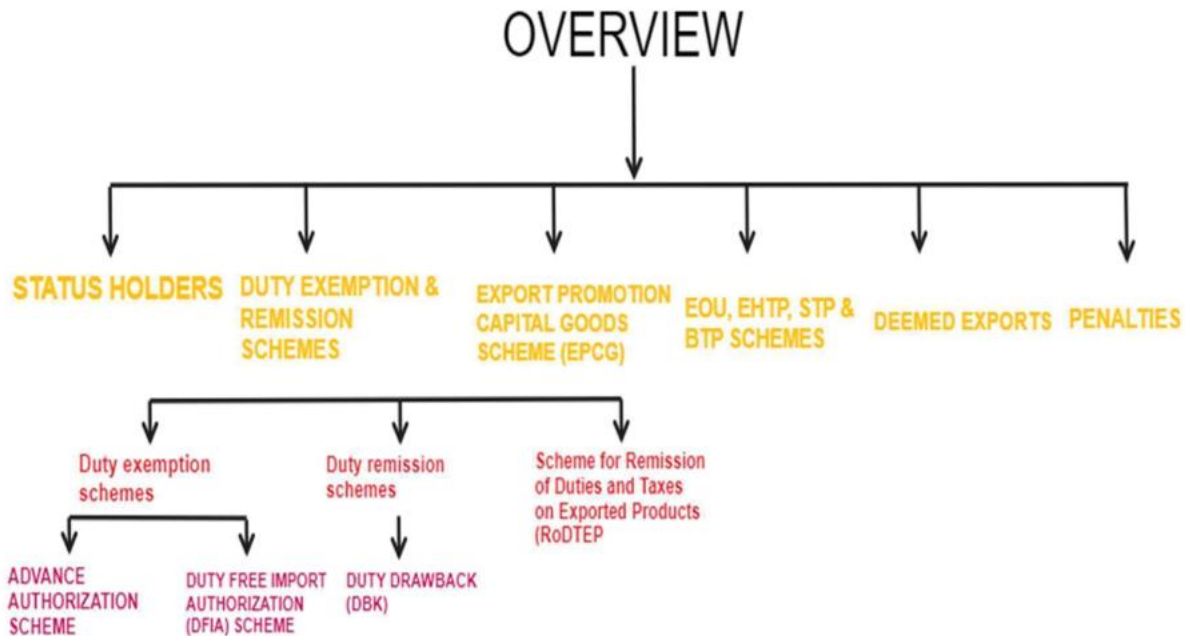 OVERVIEW
STATUS HOLDERS
DUTY EXEMPTION &
REMISSION
SCHEMES
EXPORT PROMOTION
CAPITAL GOODS
SCHEME (EPCG)
EOU, EHTP, STP &
BTP SCHEMES
DEEMED EXPORTS
PENALTIES
Duty exemption
schemes
Duty remission
schemes
Scheme for Remission
of Duties and Taxes
on Exported Products
(RoDTEP
ADVANCE
AUTHORIZATION
SCHEME
DUTY FREE IMPORT
AUTHORIZATION
(DFIA) SCHEME
DUTY DRAWBACK
(DBK)